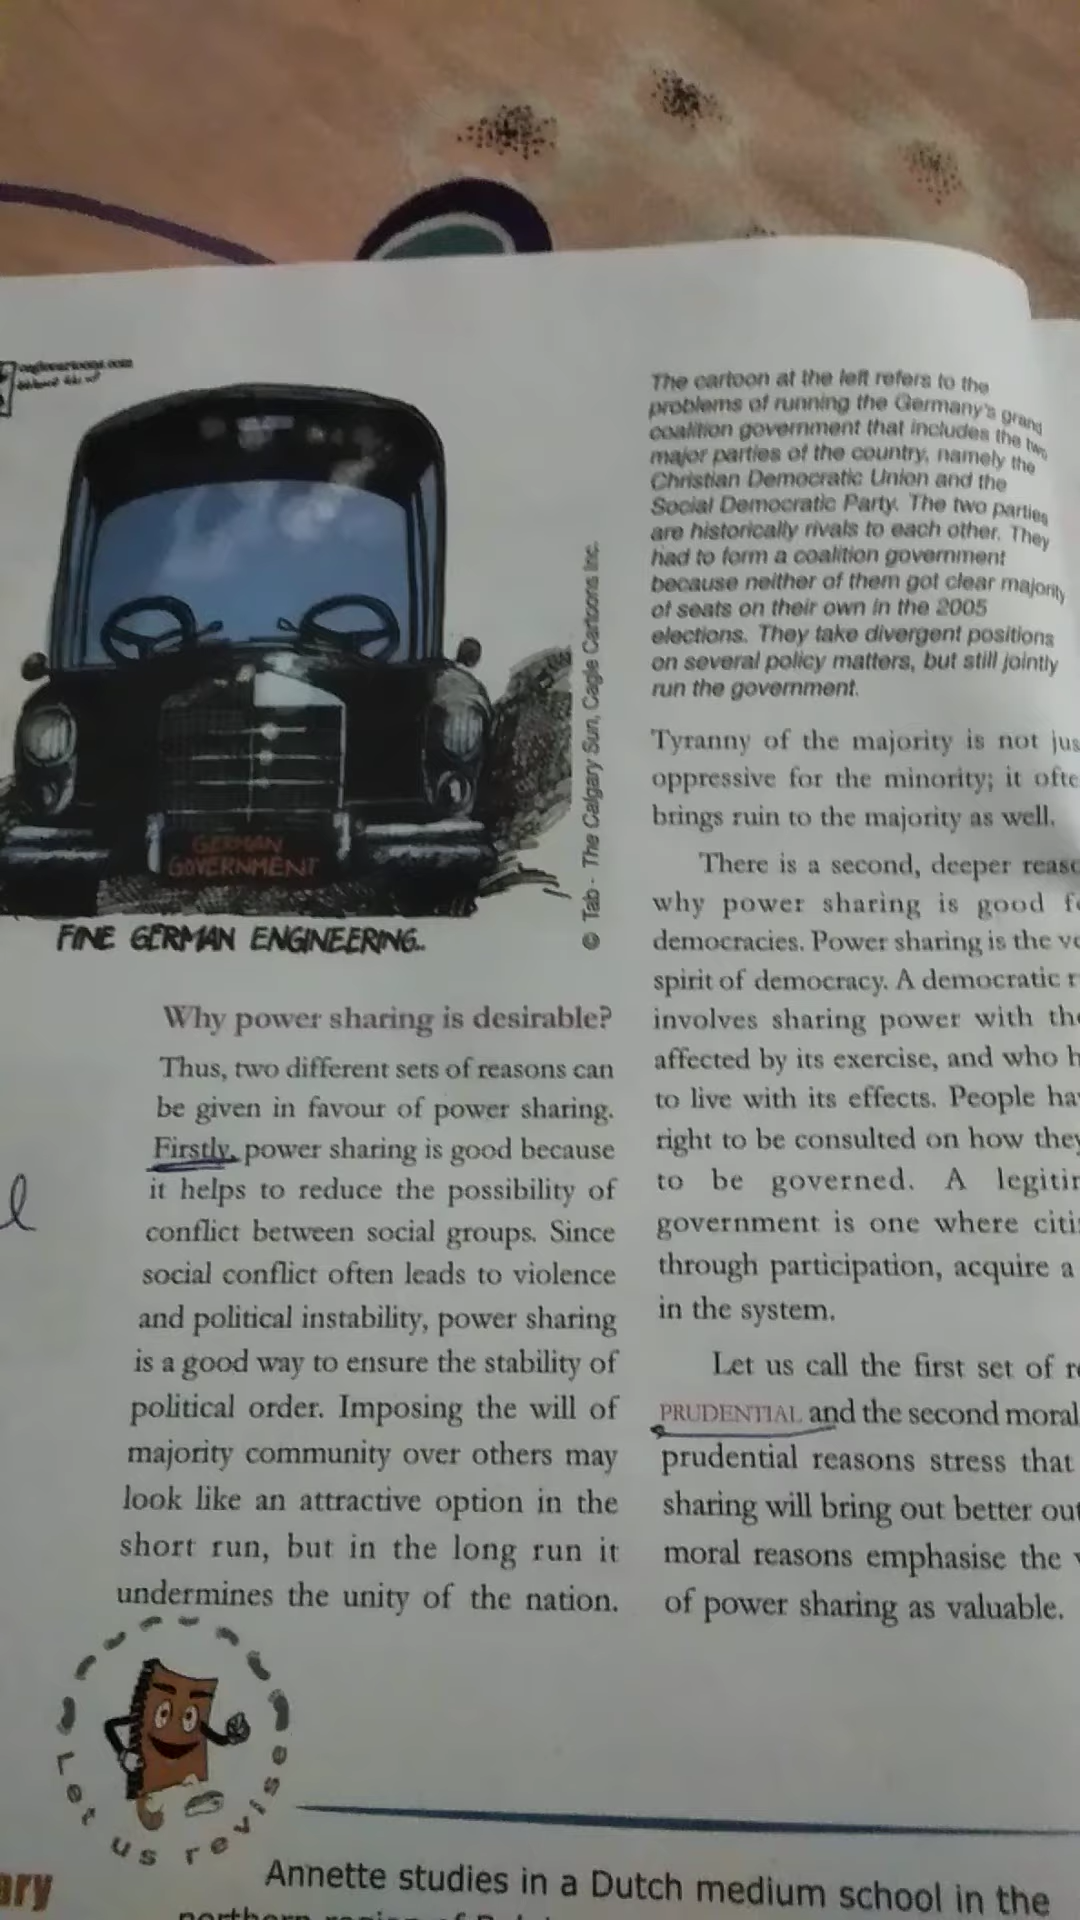 caglecartoons.com
GERMAN
GOVERNMENT
FINE GERMAN ENGINEERING..
© Tab - The Calgary Sun, Cagle Cartoons Inc.
Why power sharing is desirable?
Thus, two different sets of reasons can
be given in favour of power sharing.
Firstly, power sharing is good because
it helps to reduce the possibility of
conflict between social groups. Since
social conflict often leads to violence
and political instability, power sharing
is a good way to ensure the stability of
political order. Imposing the will of
majority community over others may
look like an attractive option in the
short run, but in the long run it
undermines the unity of the nation.
The cartoon at the left refers to the
problems of running the Germany's grand
coalition government that includes the two
major parties of the country, namely the
Christian Democratic Union and the
Social Democratic Party. The two parties
are historically rivals to each other. They
had to form a coalition government
because neither of them got clear majority
of seats on their own in the 2005
elections. They take divergent positions
on several policy matters, but still jointly
run the government.
Tyranny of the majority is not
oppressive for the minority; it
brings ruin to the majority as well.
There is a second, deeper
why power sharing is good
democracies. Power sharing is the
spirit of democracy. A democratic
involves sharing power with
affected by its exercise, and who
to live with its effects. People
right to be consulted on how
to be governed. A
government is one where
through participation, acquire a
in the system.
Let us call the first set of
PRUDENTIAL and the second moral
prudential reasons stress that
sharing will bring out better
moral reasons emphasise the
of power sharing as valuable.
Let us revise
Annette studies in a Dutch medium school in the